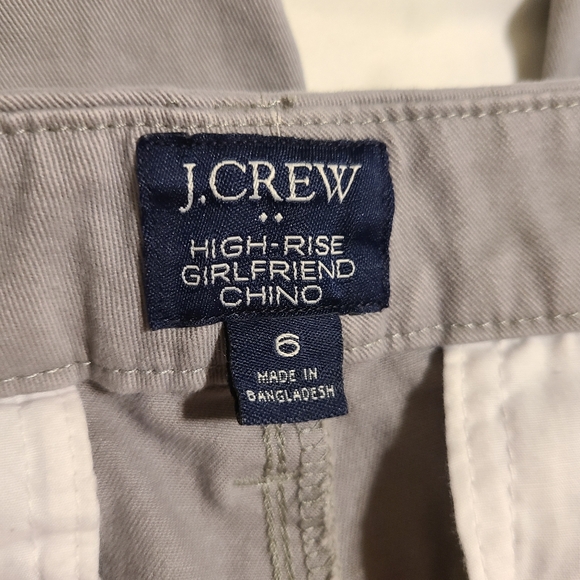 J.CREW
HIGH-RISE
GIRLFRIEND
CHINO
6
MADE IN
BANGLADESH